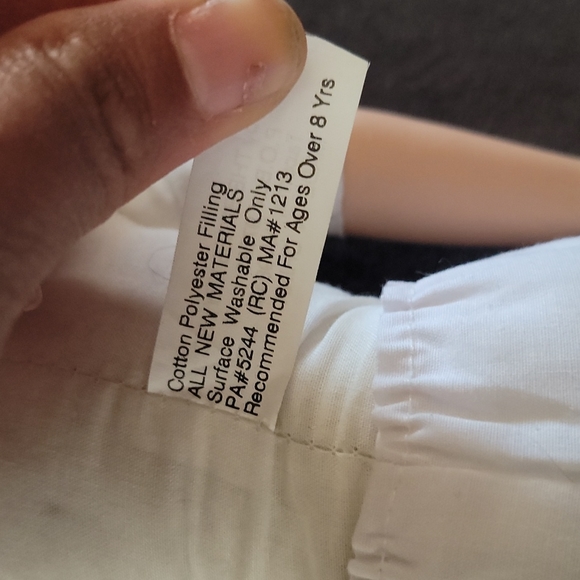 Cotton Polyester Filling
ALL NEW MATERIALS
Surface Washable Only
PA#5244 (RC) MA#1213
Recommended For Ages Over 8 Yrs